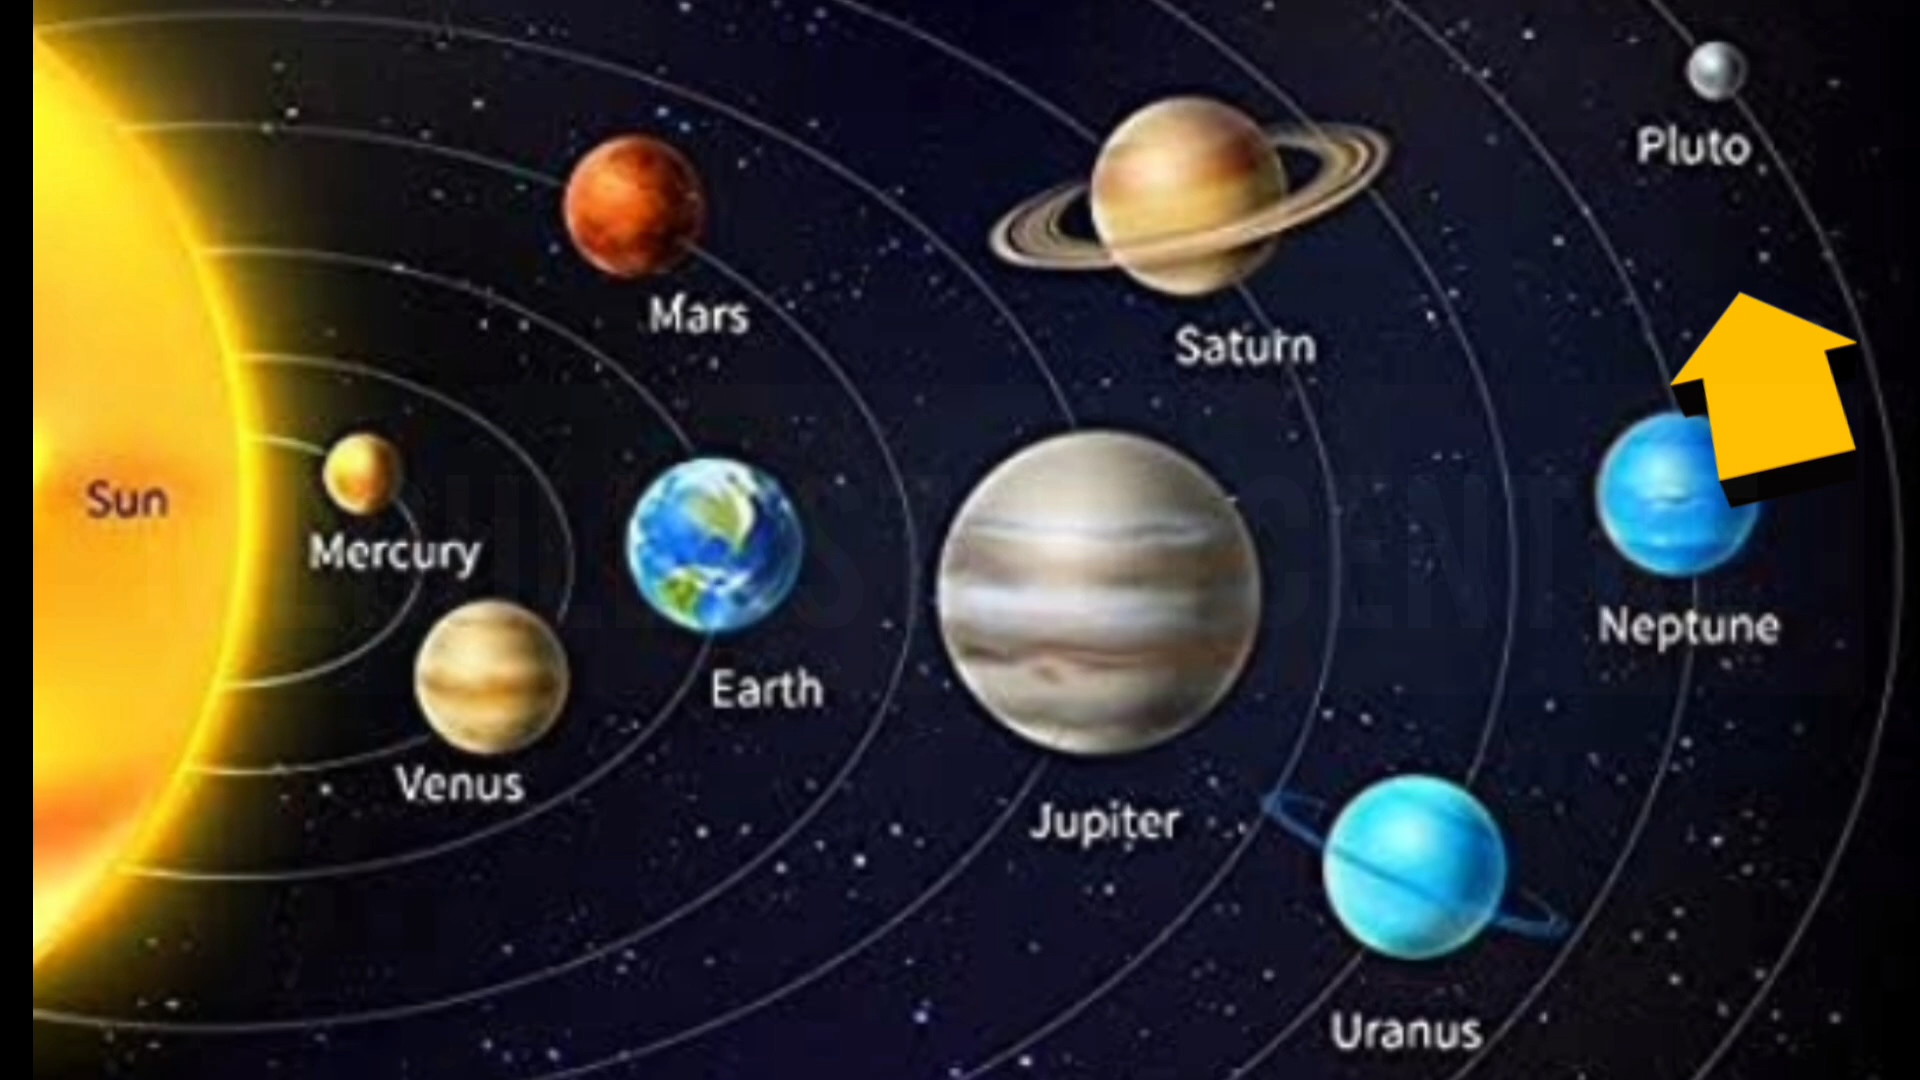 Pluto
Mars
Saturn
Sun
Mercury
Neptune
Earth
Venus
Jupiter
Uranus